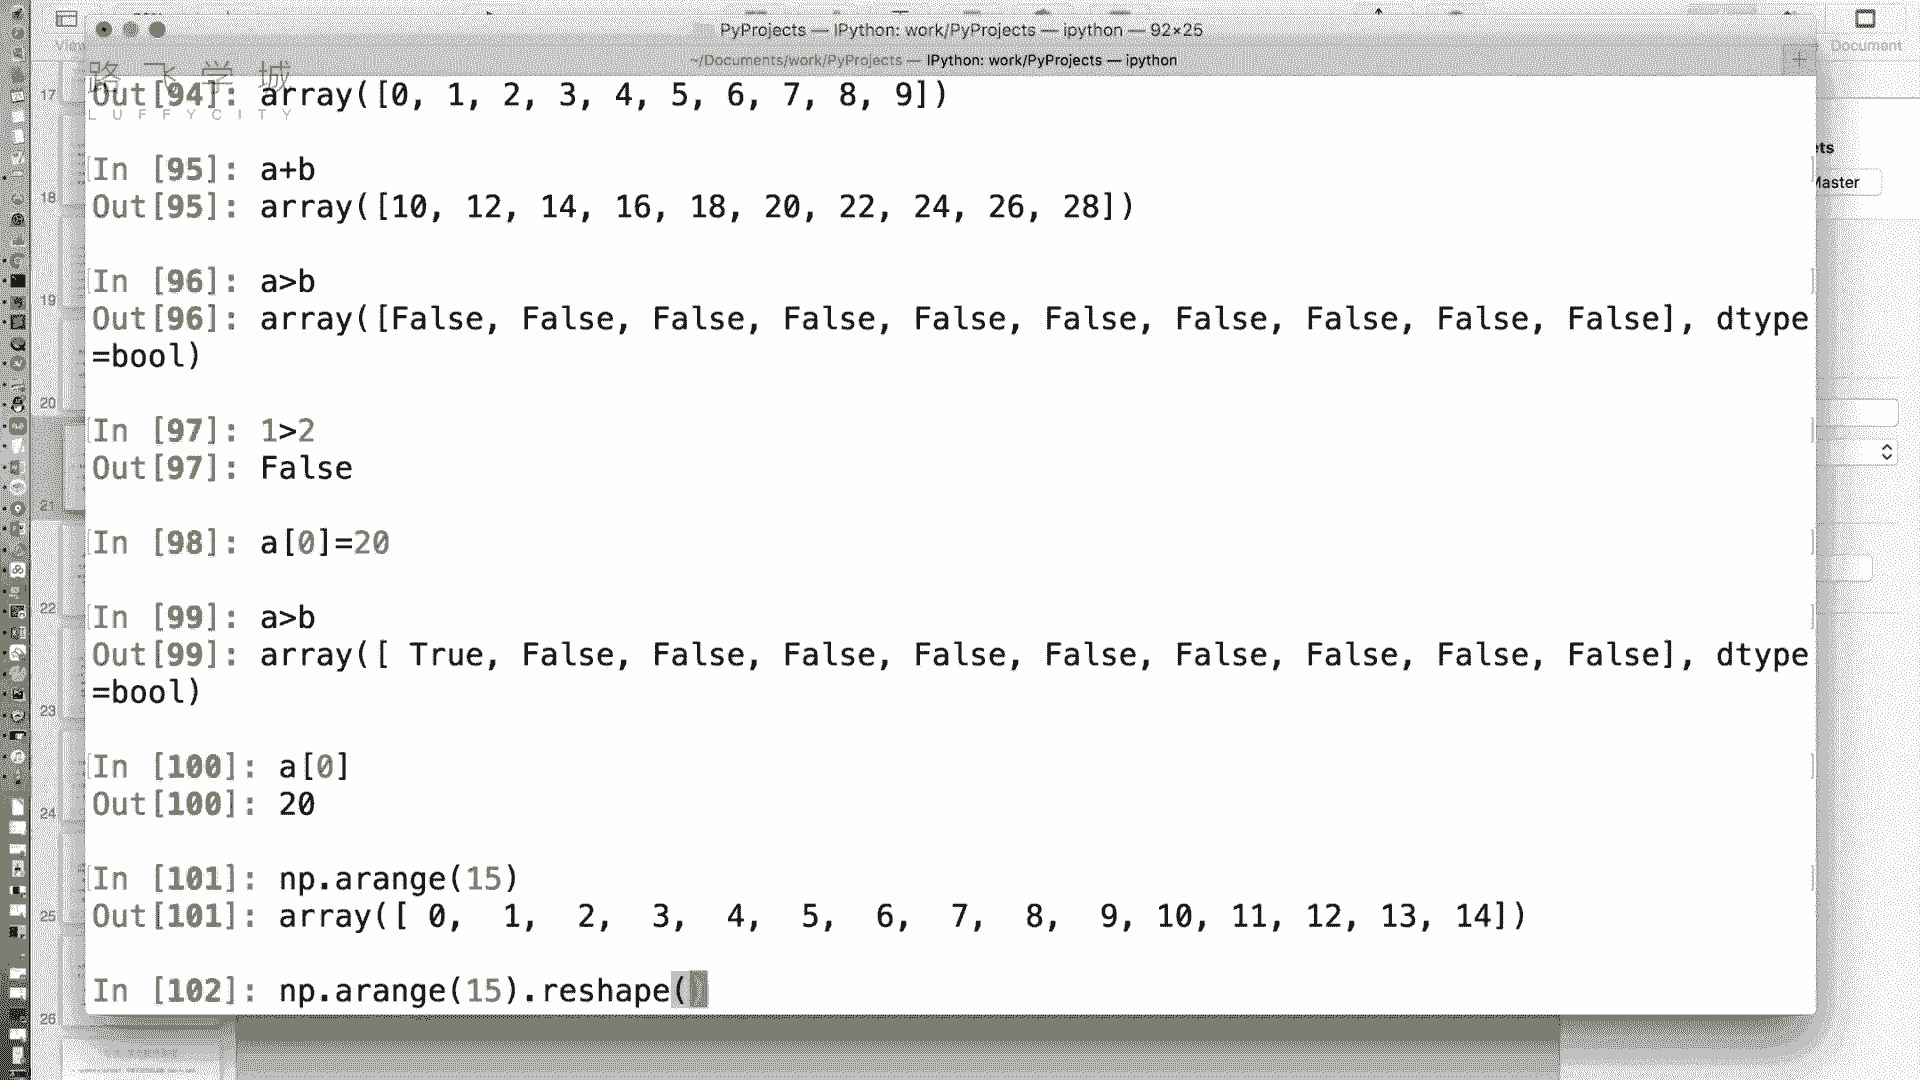 PyProjects — IPython: work/PyProjects — ipython — 92×25
~/Documents/work/PyProjects — IPython: work/PyProjects — ipython
View
Document
路飞学城
LUFFYCITY
Out[94]: array([0, 1, 2, 3, 4, 5, 6, 7, 8, 9])
In [95]: a+b
Out[95]: array([10, 12, 14, 16, 18, 20, 22, 24, 26, 28])
In [96]: a>b
Out[96]: array([False, False, False, False, False, False, False, False, False, False], dtype
=bool)
In [97]: 1>2
Out[97]: False
In [98]: a[0]=20
In [99]: a>b
Out[99]: array([ True, False, False, False, False, False, False, False, False, False], dtype
=bool)
In [100]: a[0]
Out[100]: 20
In [101]: np.arange(15)
Out[101]: array([ 0,  1,  2,  3,  4,  5,  6,  7,  8,  9, 10, 11, 12, 13, 14])
In [102]: np.arange(15).reshape()
17
18
19
20
21
22
23
24
25
26
ets
Master